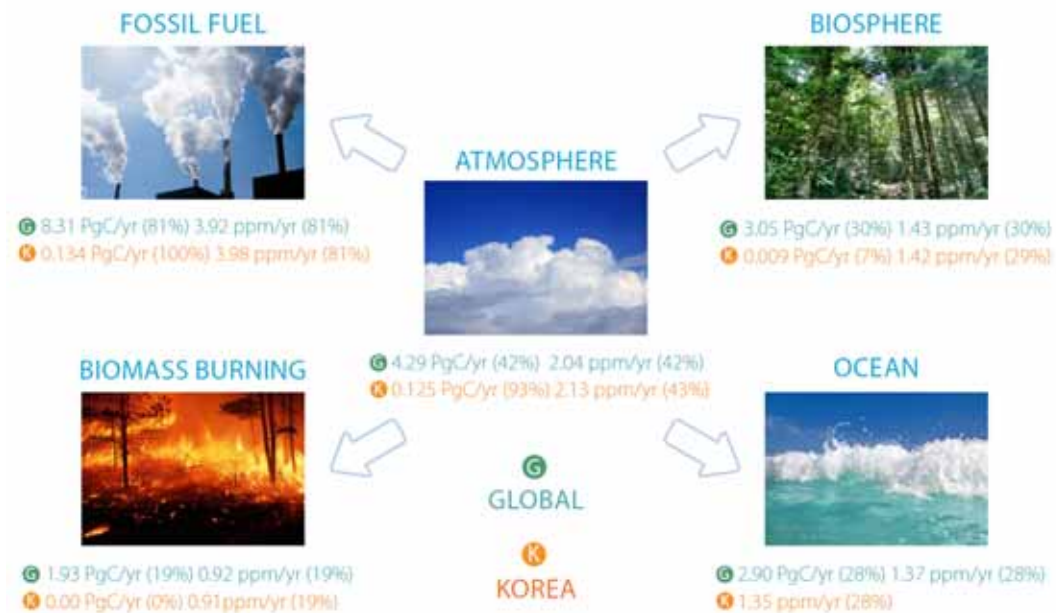 FOSSIL FUEL
G 8.31 PgC/yr (81%) 3.92 ppm/yr (81%)
K 0.134 PgC/yr (100%) 3.98 ppm/yr (81%)
BIOSPHERE
G 3.05 PgC/yr (30%) 1.43 ppm/yr (30%)
K 0.009 PgC/yr (7%) 1.42 ppm/yr (29%)
ATMOSPHERE
G 4.29 PgC/yr (42%) 2.04 ppm/yr (42%)
K 0.125 PgC/yr (93%) 2.13 ppm/yr (43%)
BIOMASS BURNING
G 1.93 PgC/yr (19%) 0.92 ppm/yr (19%)
K 0.00 PgC/yr (0%) 0.91ppm/yr (19%)
G
GLOBAL
K
KOREA
OCEAN
G 2.90 PgC/yr (28%) 1.37 ppm/yr (28%)
K 1.35 ppm/yr (28%)